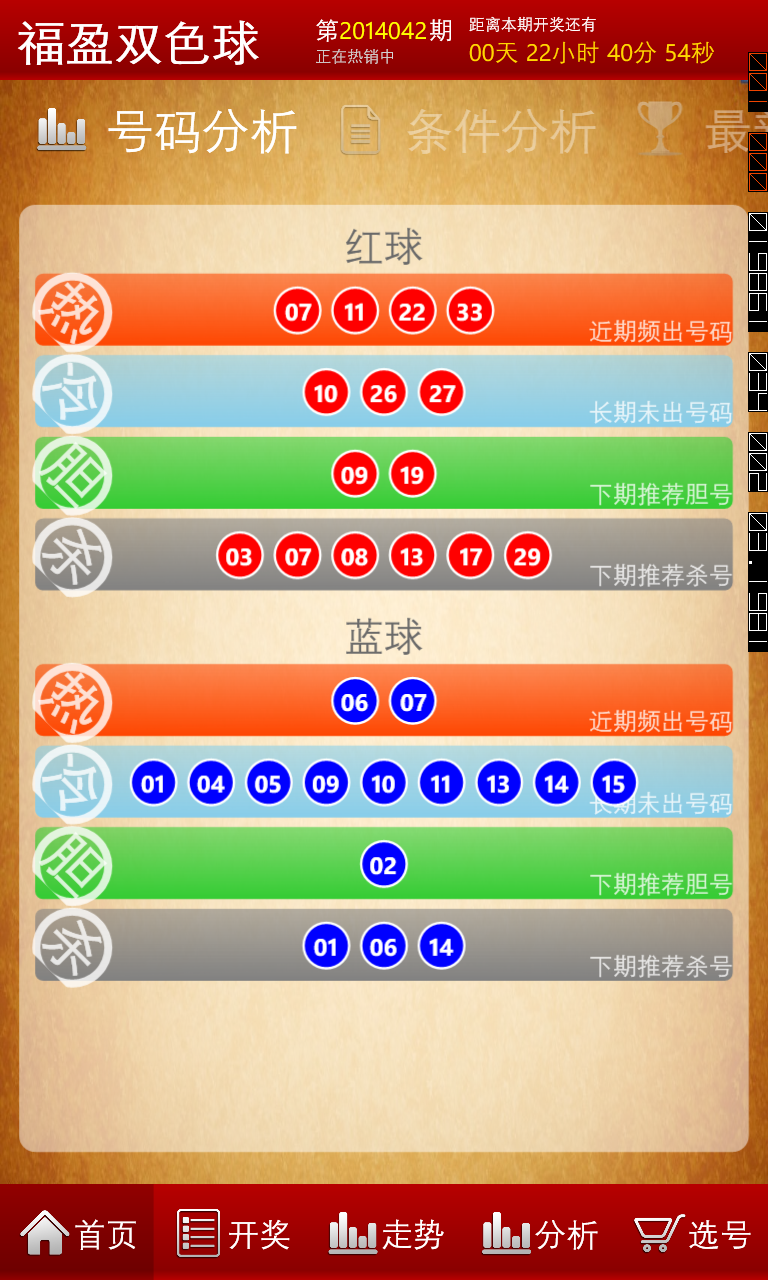 福盈双色球
第2014042期
正在热销中
距离本期开奖还有
00天 22小时 40分 54秒
号码分析
条件分析
红球
热
07 11 22 33
近期频出号码
冷
10 26 27
长期未出号码
胆
09 19
下期推荐胆号
杀
03 07 08 13 17 29
下期推荐杀号
蓝球
热
06 07
近期频出号码
冷
01 04 05 09 10 11 13 14 15
长期未出号码
胆
02
下期推荐胆号
杀
01 06 14
下期推荐杀号
首页
开奖
走势
分析
选号